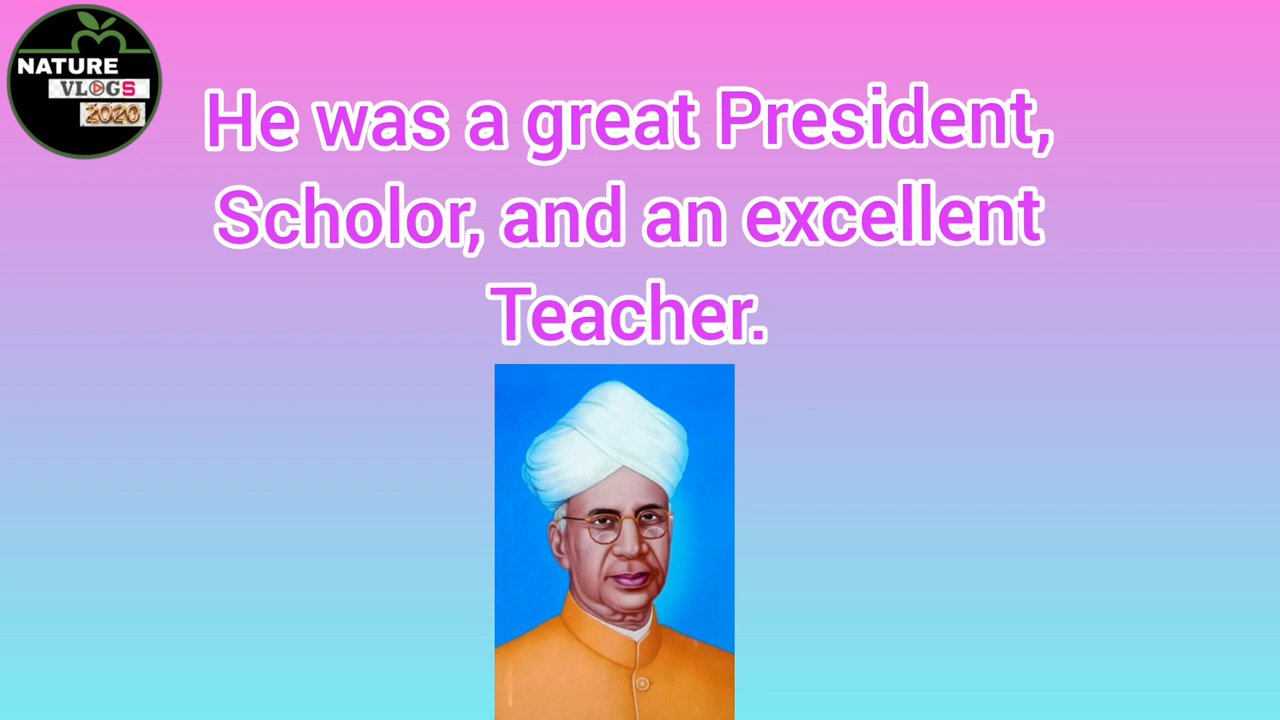 NATURE
VLOGS
2020
He was a great President,
Scholor, and an excellent
Teacher.